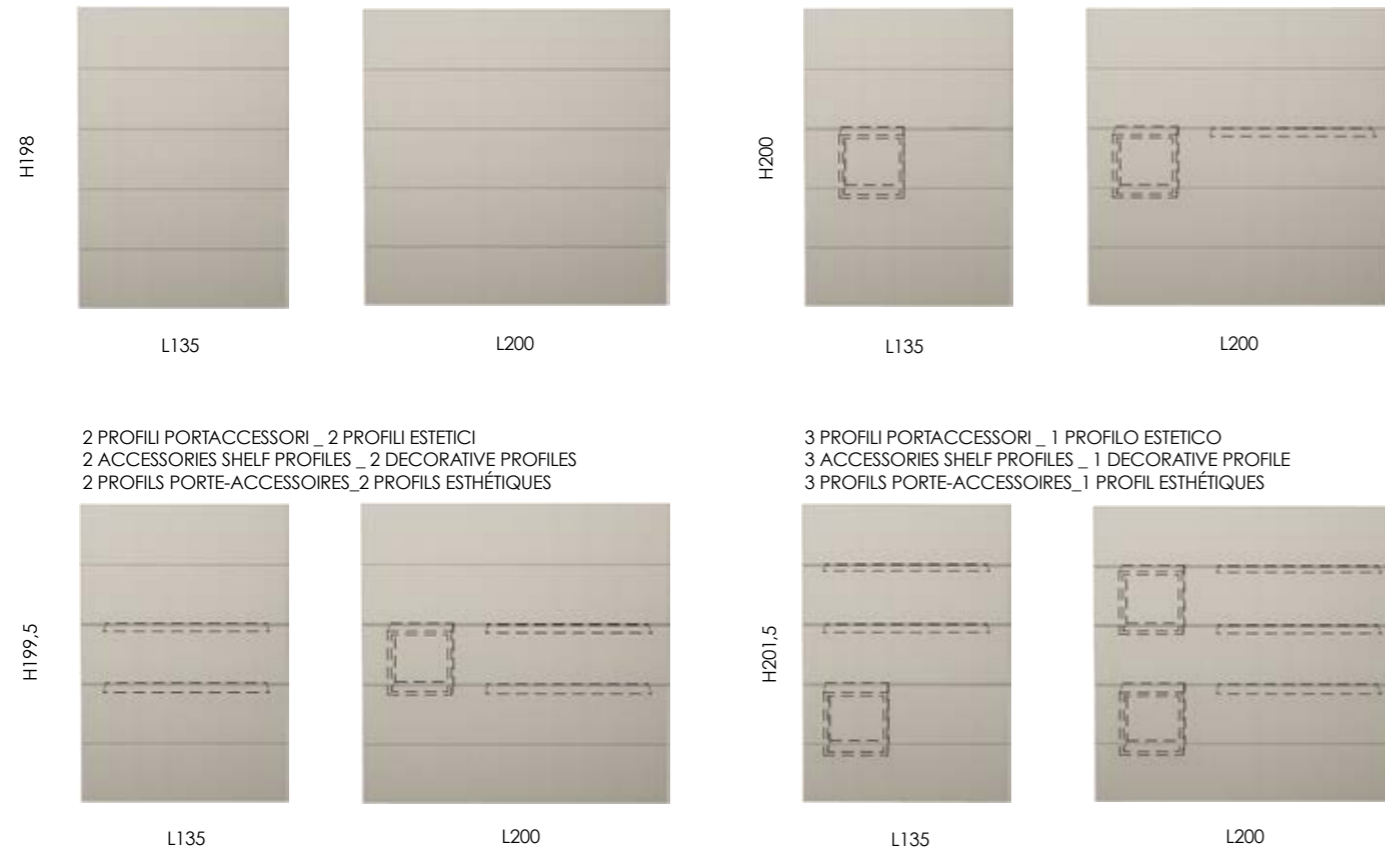 H198
L135
L200
H200
L135
L200
2 PROFILI PORTACCESSORI _ 2 PROFILI ESTETICI
2 ACCESSORIES SHELF PROFILES _ 2 DECORATIVE PROFILES
2 PROFILS PORTE-ACCESSOIRES_2 PROFILS ESTHÉTIQUES
H199,5
L135
L200
3 PROFILI PORTACCESSORI _ 1 PROFILO ESTETICO
3 ACCESSORIES SHELF PROFILES _ 1 DECORATIVE PROFILE
3 PROFILS PORTE-ACCESSOIRES_1 PROFIL ESTHÉTIQUES
H201,5
L135
L200